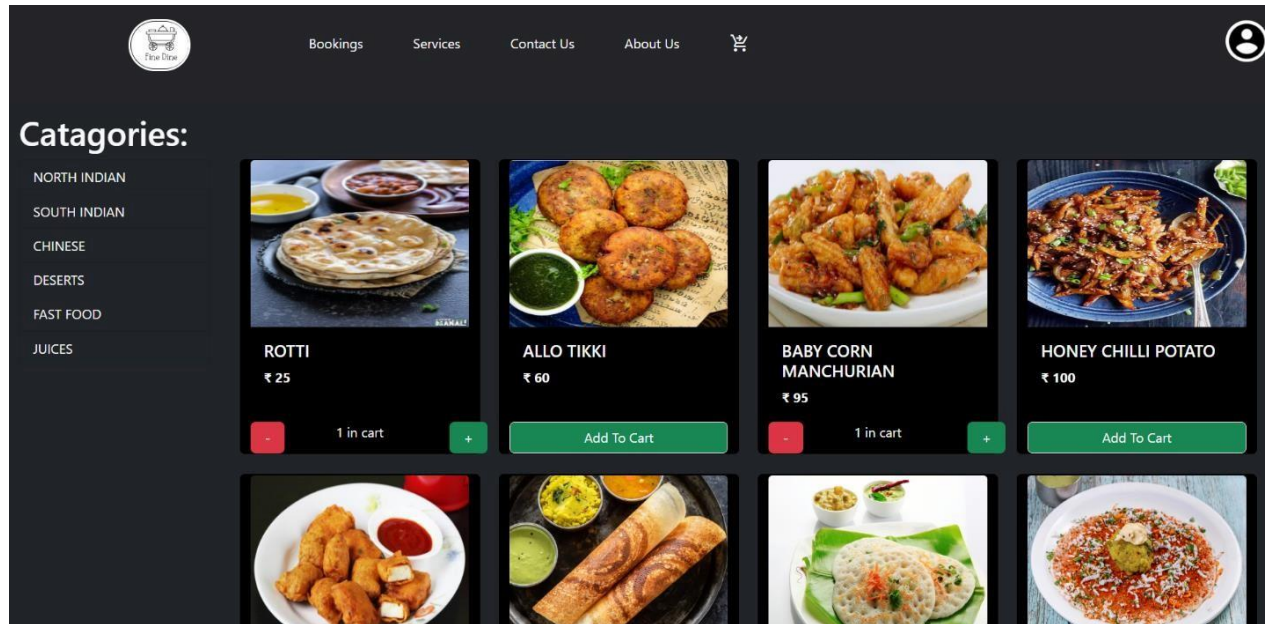 Fine Dine
Bookings
Services
Contact Us
About Us
Catagories:
NORTH INDIAN
SOUTH INDIAN
CHINESE
DESERTS
FAST FOOD
JUICES
ROTTI
₹ 25
-
1 in cart
+
ALLO TIKKI
₹ 60
Add To Cart
BABY CORN
MANCHURIAN
₹ 95
-
1 in cart
+
HONEY CHILLI POTATO
₹ 100
Add To Cart